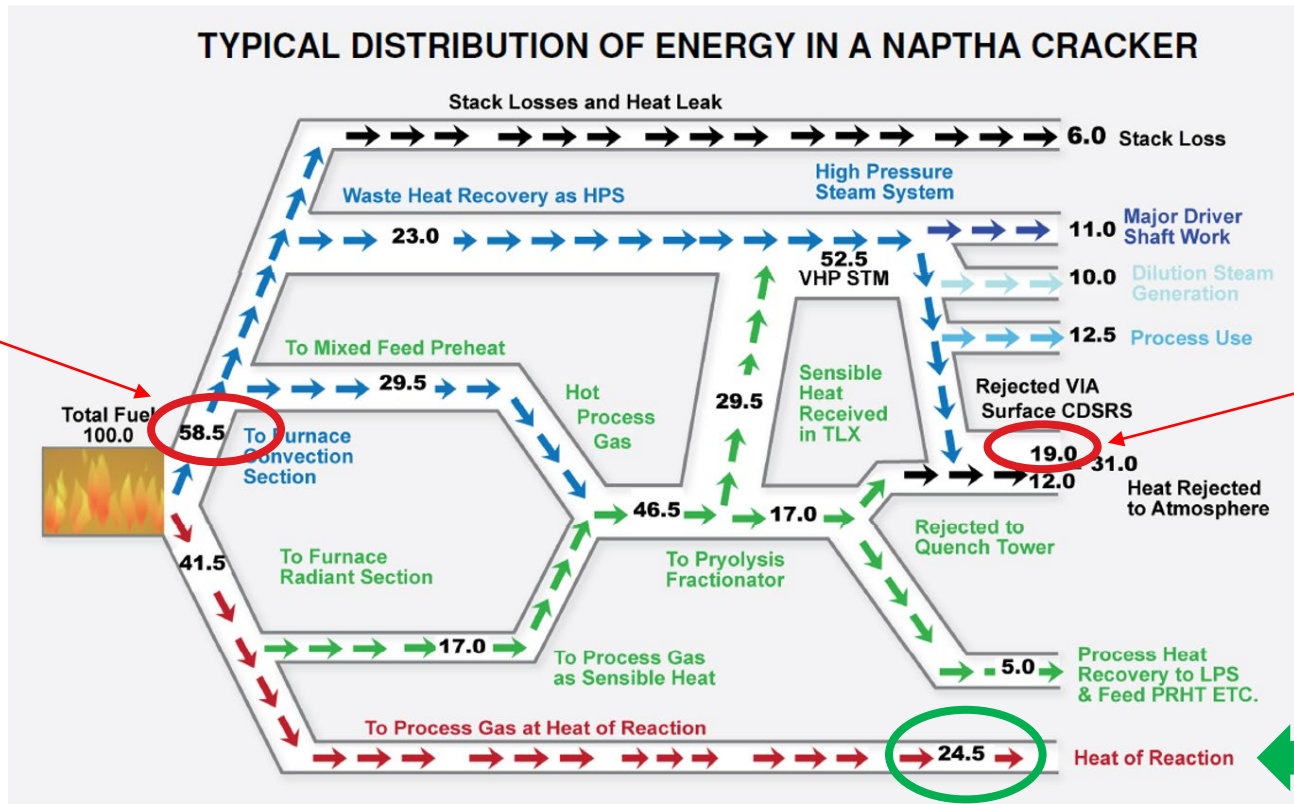 TYPICAL DISTRIBUTION OF ENERGY IN A NAPTHA CRACKER
Stack Losses and Heat Leak
6.0 Stack Loss
Waste Heat Recovery as HPS
High Pressure
Steam System
23.0
52.5
VHP STM
11.0
Major Driver
Shaft Work
10.0
Dilution Steam
Generation
12.5
Process Use
To Mixed Feed Preheat
29.5
Hot
Process
Gas
29.5
Sensible
Heat
Received
in TLX
Rejected VIA
Surface CDSRS
19.0
31.0
12.0
Heat Rejected
to Atmosphere
Total Fuel
100.0
58.5
To Furnace
Convection
Section
46.5
17.0
41.5
To Furnace
Radiant Section
To Pryolysis
Fractionator
Rejected to
Quench Tower
17.0
To Process Gas
as Sensible Heat
5.0
Process Heat
Recovery to LPS
& Feed PRHT ETC.
To Process Gas at Heat of Reaction
24.5
Heat of Reaction